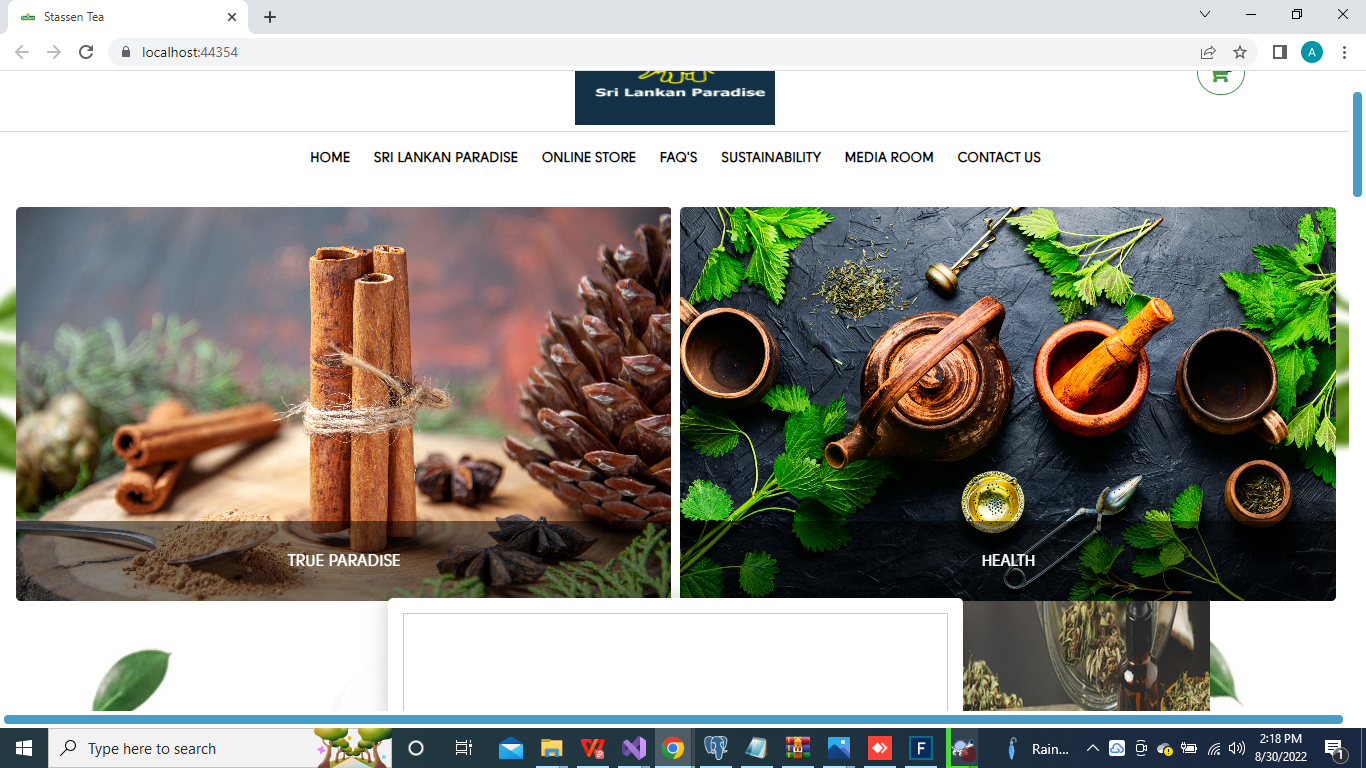 Stassen Tea
localhost:44354
A
Sri Lankan Paradise
HOME SRI LANKAN PARADISE ONLINE STORE FAQ'S SUSTAINABILITY MEDIA ROOM CONTACT US
TRUE PARADISE
HEALTH
Type here to search
F
Rain...
2:18 PM
8/30/2022
1